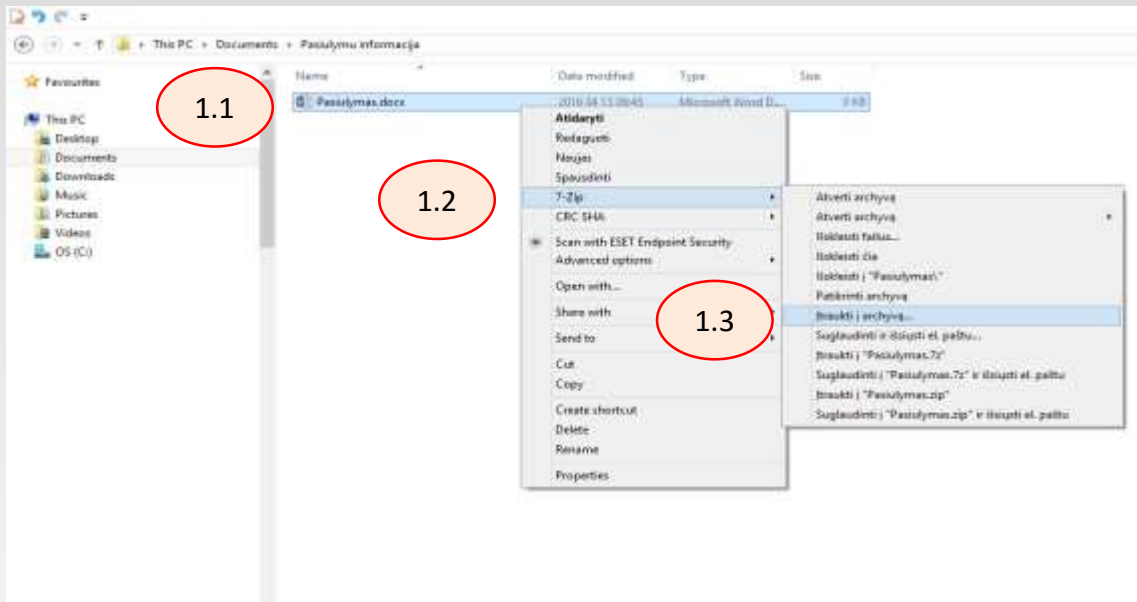 This PC › Documents › Pasiulymu informacija
Favourites
This PC
Desktop
Documents
Downloads
Music
Pictures
Videos
OS (C:)
Name Date modified Type Size
Pasiulymas.docx Microsoft Word D...
1.1
1.2
1.3
Atidaryti
Redaguoti
Naujas
Spausdinti
7-Zip
CRC SHA
Scan with ESET Endpoint Security
Advanced options
Open with...
Share with
Send to
Cut
Copy
Create shortcut
Delete
Rename
Properties
Atverti archyvą
Atverti archyvą
Išskleisti failus...
Išskleisti čia
Išskleisti į "Pasiulymas\"
Patikrinti archyvą
Įtraukti į archyvą...
Suglaudinti ir išsiųsti el. paštu...
Įtraukti į "Pasiulymas.7z"
Suglaudinti į "Pasiulymas.7z" ir išsiųsti el. paštu
Įtraukti į "Pasiulymas.zip"
Suglaudinti į "Pasiulymas.zip" ir išsiųsti el. paštu